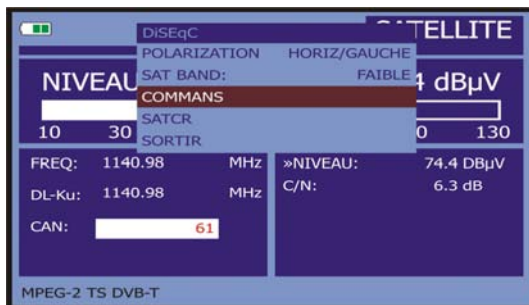 DiSEqC
POLARIZATION HORIZ/GAUCHE
SAT BAND: FAIBLE
COMMANS
SATCR
SORTIR
TELLITE
NIVEAU 4 dBµV
10 30 0 130
FREQ: 1140.98 MHz
DL-Ku: 1140.98 MHz
CAN: 61
»NIVEAU: 74.4 DBµV
C/N: 6.3 dB
MPEG-2 TS DVB-T